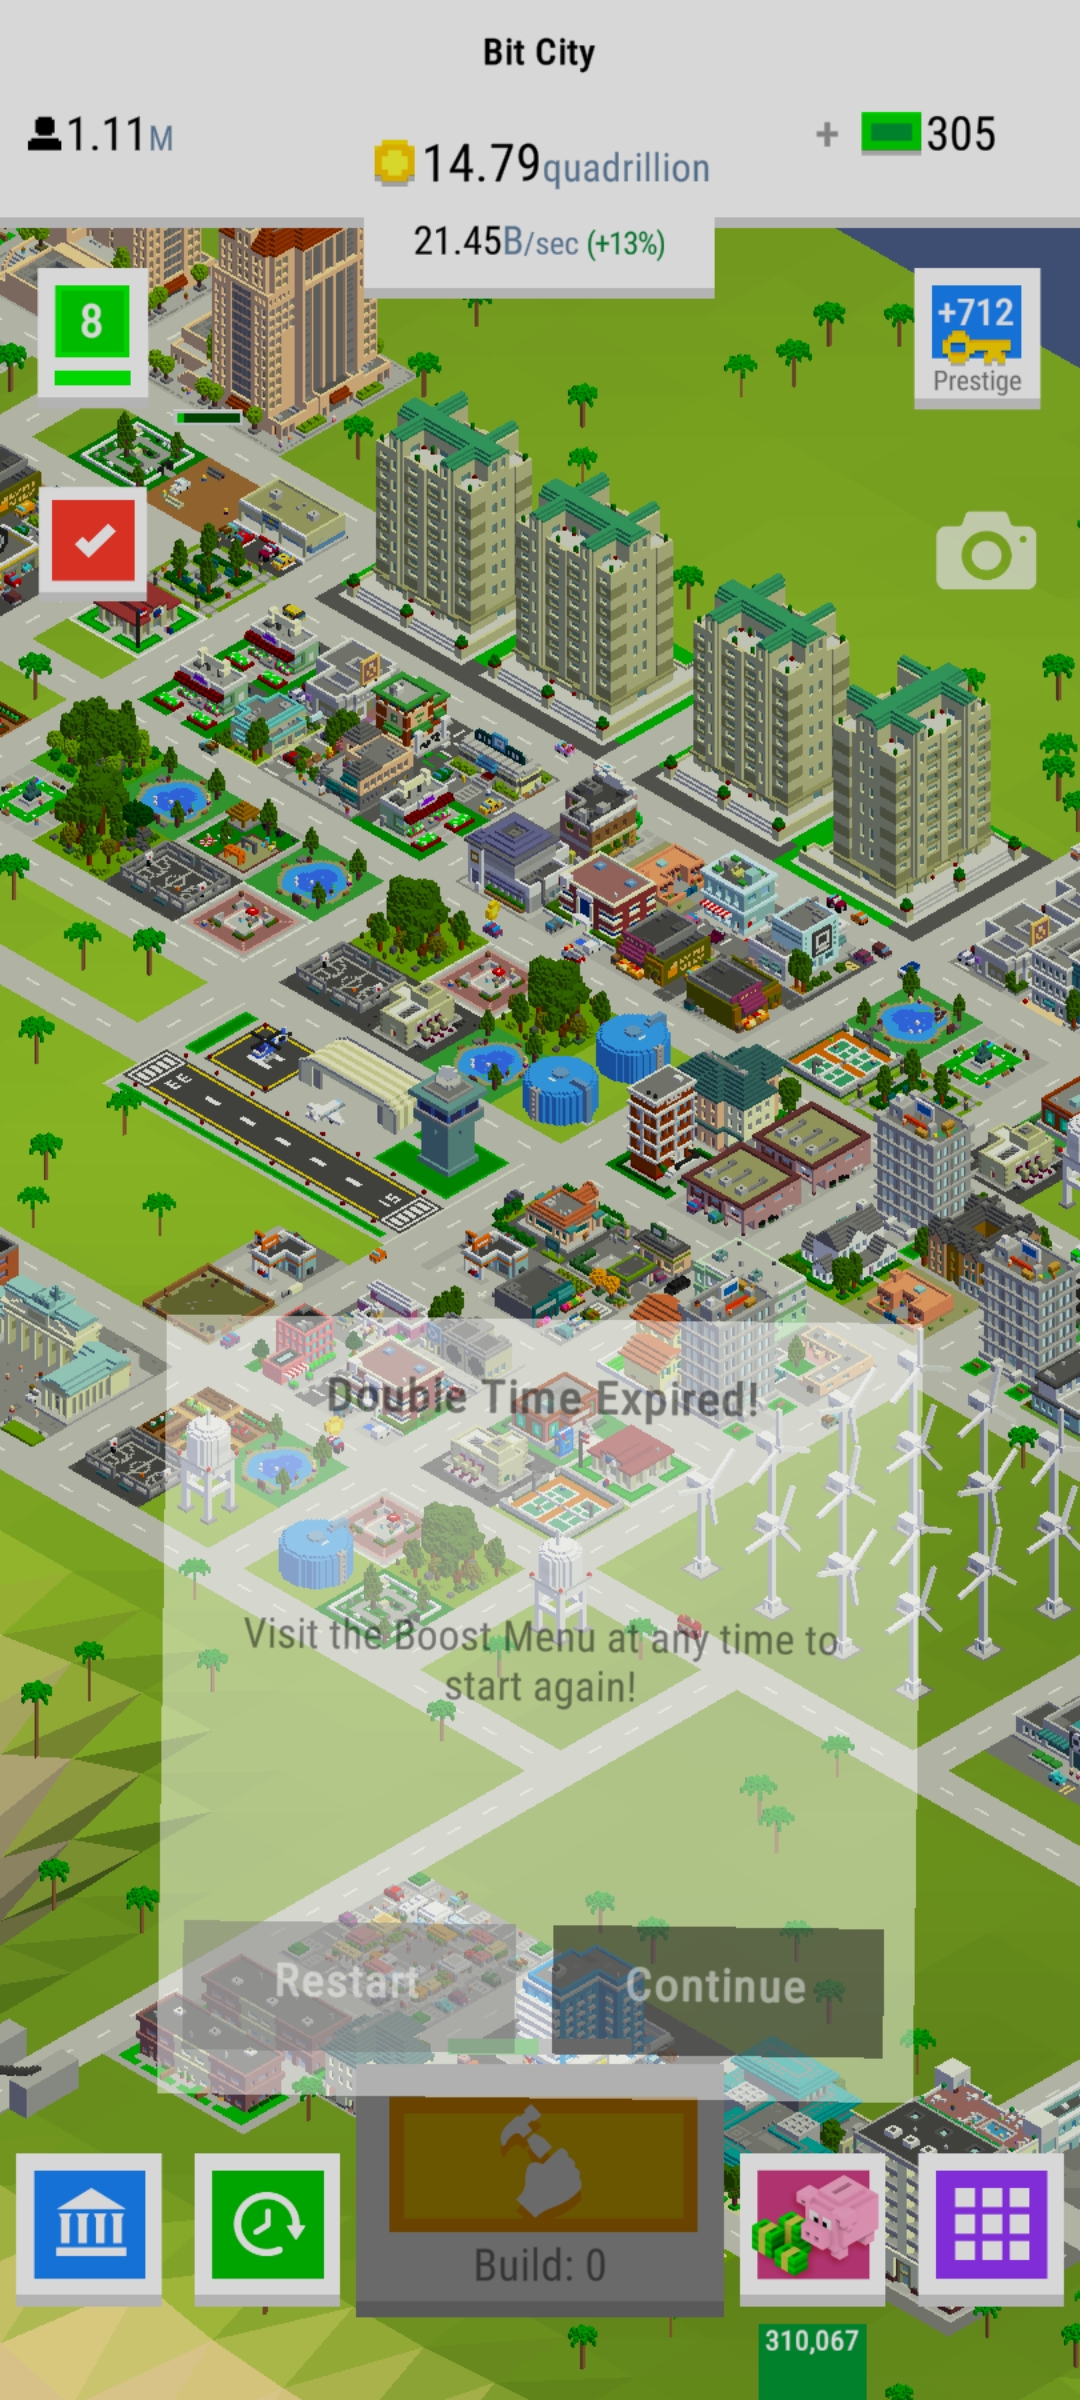 Bit City
1.11M
14.79quadrillion
+ 305
21.45B/sec (+13%)
8
+712
Prestige
Double Time Expired!
Visit the Boost Menu at any time to
start again!
Restart
Continue
Build: 0
310,067